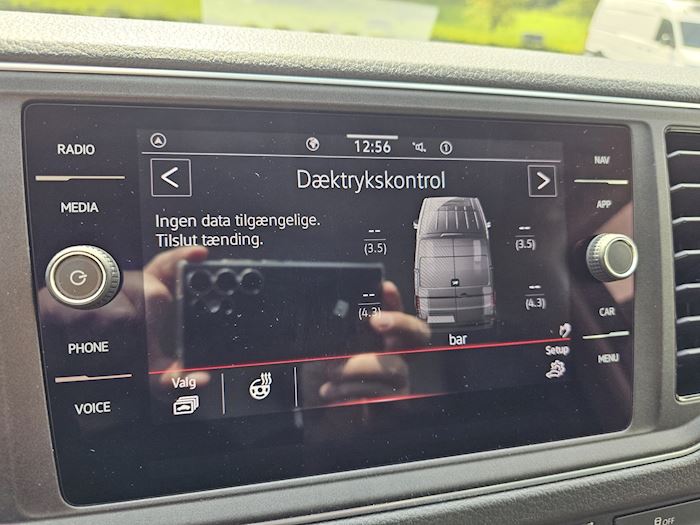 RADIO
MEDIA
PHONE
VOICE
12:56
Dæktrykskontrol
Ingen data tilgængelige.
Tilslut tænding.
--
(3.5)
--
(3.5)
--
(4.3)
--
(4.3)
bar
Valg
Setup
NAV
APP
CAR
MENU
OFF